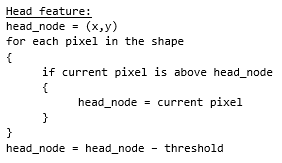 Head feature:
head_node = (x,y)
for each pixel in the shape
{
if current pixel is above head_node
{
head_node = current pixel
}
}
head_node = head_node – threshold